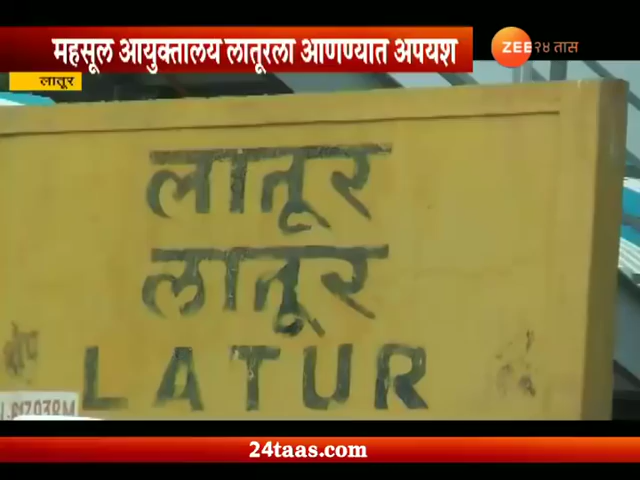 महसूल आयुक्तालय लातूरला आणण्यात अपयश
ZEE २४ तास
लातूर
लातूर
लातूर
LATUR
24taas.com